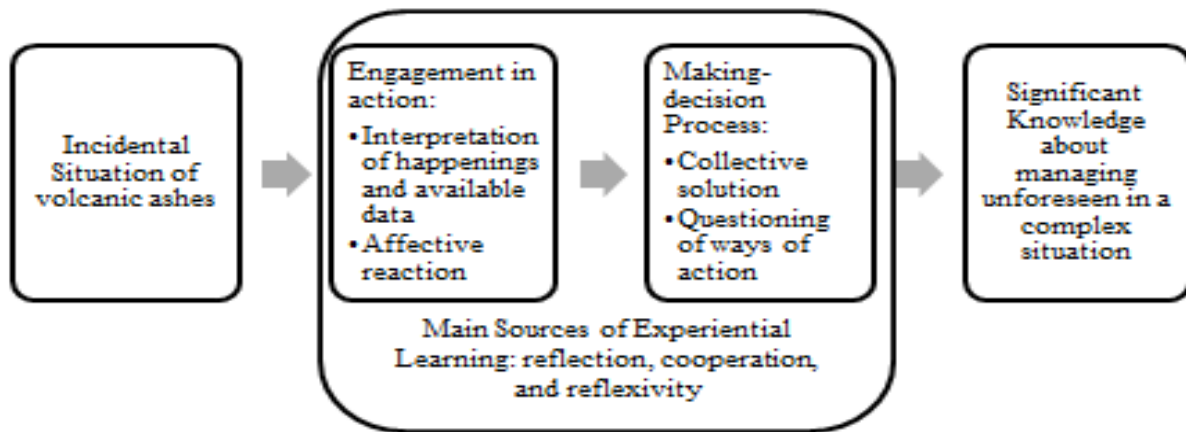 Incidental
Situation of
volcanic ashes
Engagement in
action:
•Interpretation
of happenings
and available
data
•Affective
reaction
Making-
decision
Process:
•Collective
solution
•Questioning
of ways of
action
Main Sources of Experiential
Learning: reflection, cooperation,
and reflexivity
Significant
Knowledge
about
managing
unforeseen in a
complex
situation